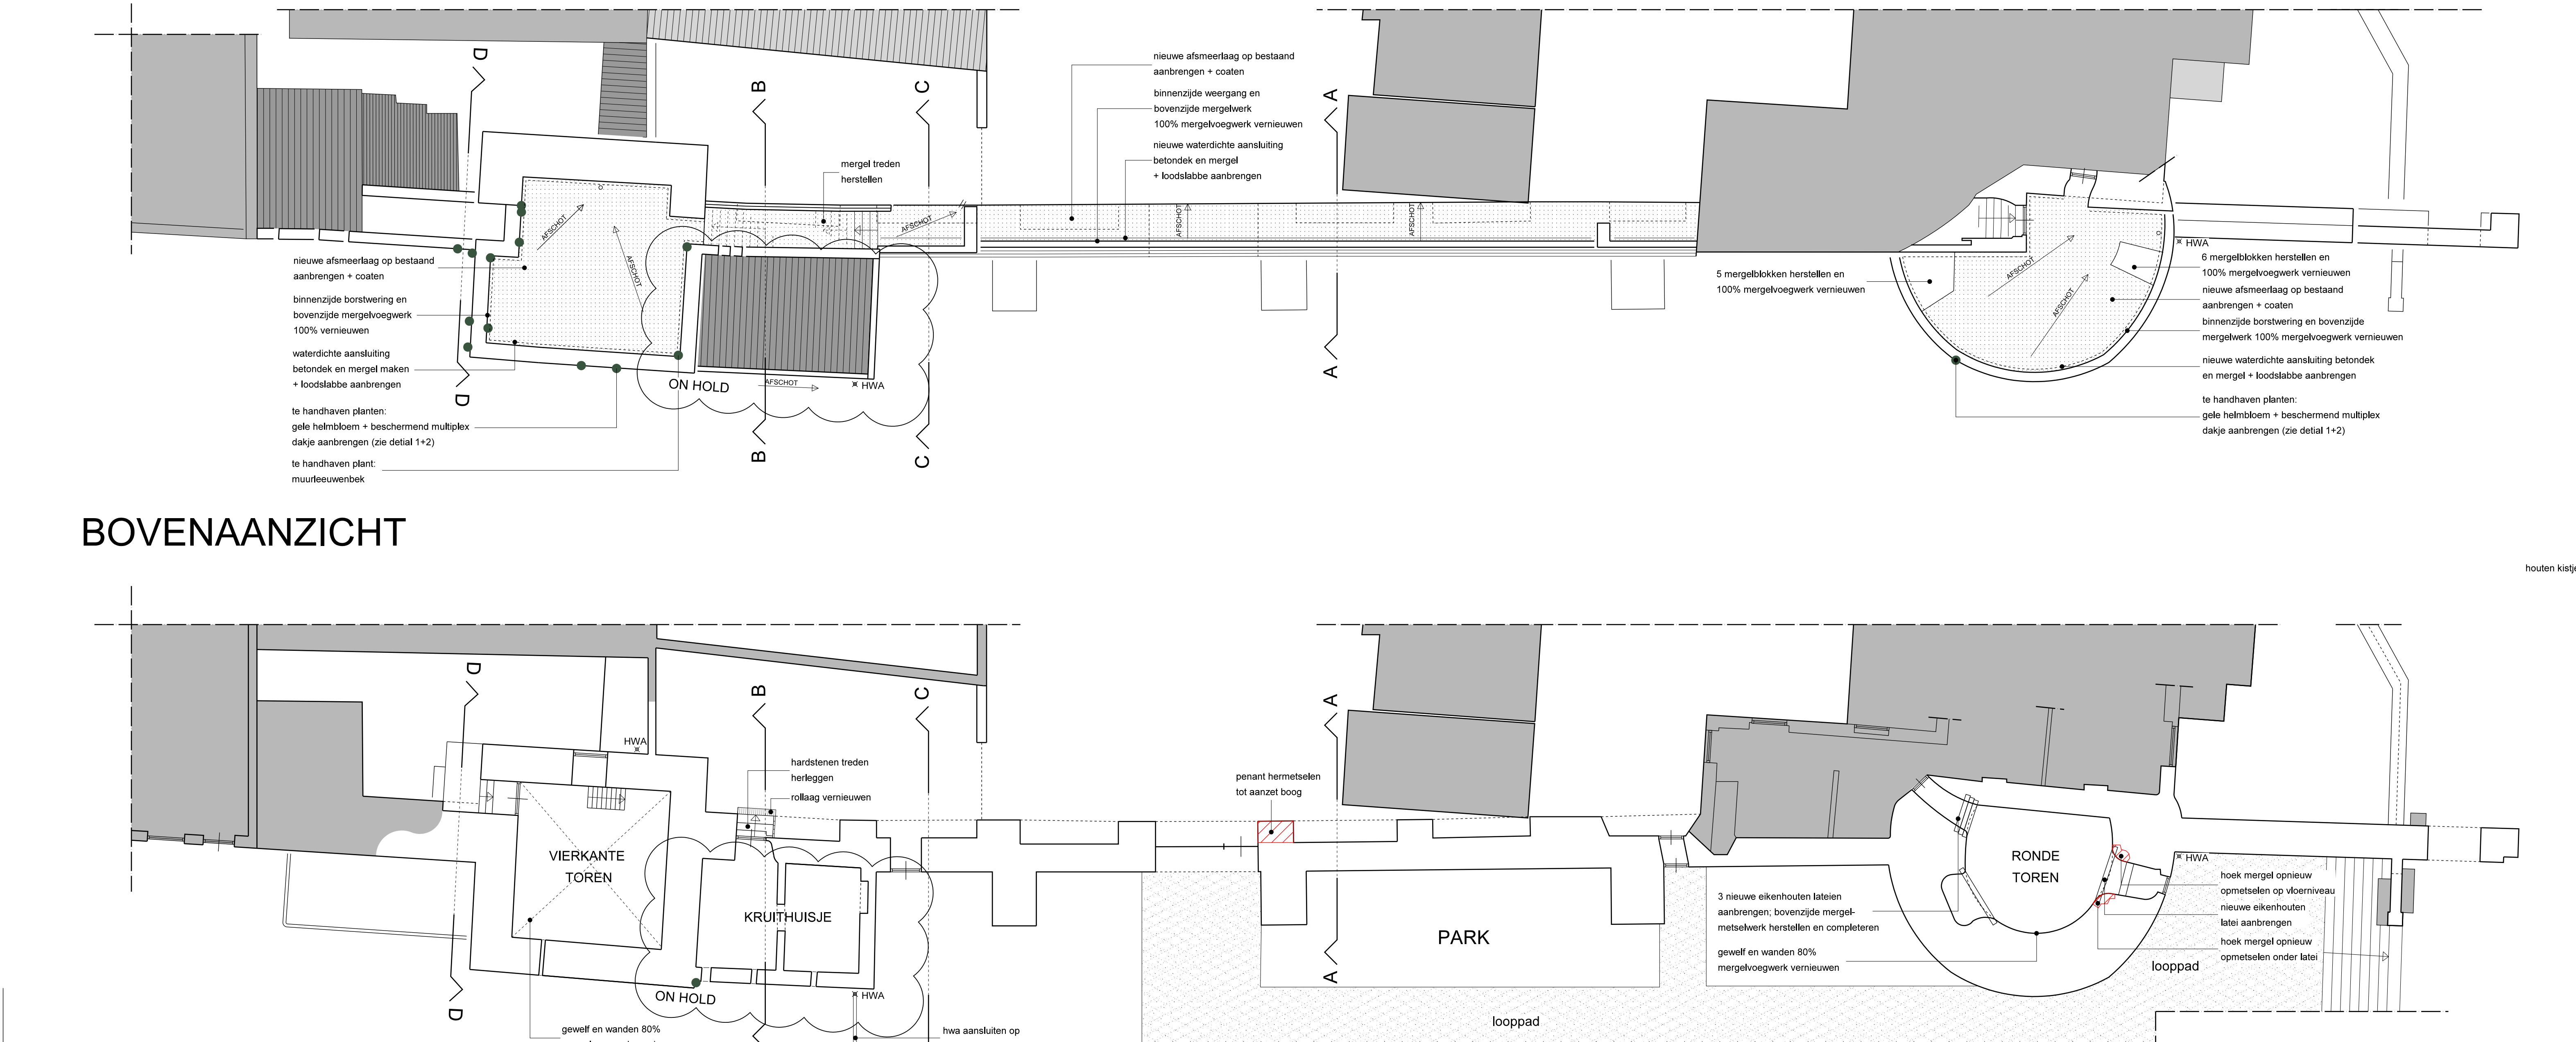 D
B
C
A
nieuwe afsmeerlaag op bestaand
aanbrengen + coaten
binnenzijde weergang en
bovenzijde mergelwerk
100% mergelvoegwerk vernieuwen
nieuwe waterdichte aansluiting
betondek en mergel
+ loodslabbe aanbrengen
mergel treden
herstellen
AFSCHOT
AFSCHOT
AFSCHOT
AFSCHOT
AFSCHOT
nieuwe afsmeerlaag op bestaand
aanbrengen + coaten
binnenzijde borstwering en
bovenzijde mergelvoegwerk
100% vernieuwen
waterdichte aansluiting
betondek en mergel maken
+ loodslabbe aanbrengen
te handhaven planten:
gele helmbloem + beschermend multiplex
dakje aanbrengen (zie detial 1+2)
te handhaven plant:
muurleeuwenbek
ON HOLD
AFSCHOT
HWA
D
B
C
A
5 mergelblokken herstellen en
100% mergelvoegwerk vernieuwen
AFSCHOT
AFSCHOT
HWA
6 mergelblokken herstellen en
100% mergelvoegwerk vernieuwen
nieuwe afsmeerlaag op bestaand
aanbrengen + coaten
binnenzijde borstwering en bovenzijde
mergelwerk 100% mergelvoegwerk vernieuwen
nieuwe waterdichte aansluiting betondek
en mergel + loodslabbe aanbrengen
te handhaven planten:
gele helmbloem + beschermend multiplex
dakje aanbrengen (zie detial 1+2)
BOVENAANZICHT
houten kistje
D
B
C
A
HWA
hardstenen treden
herleggen
rollaag vernieuwen
penant hermetselen
tot aanzet boog
VIERKANTE
TOREN
KRUITHUISJE
ON HOLD
HWA
D
A
gewelf en wanden 80%
hwa aansluiten op
PARK
looppad
3 nieuwe eikenhouten lateien
aanbrengen; bovenzijde mergel-
metselwerk herstellen en completeren
gewelf en wanden 80%
mergelvoegwerk vernieuwen
RONDE
TOREN
HWA
hoek mergel opnieuw
opmetselen op vloerniveau
nieuwe eikenhouten
latei aanbrengen
hoek mergel opnieuw
opmetselen onder latei
looppad